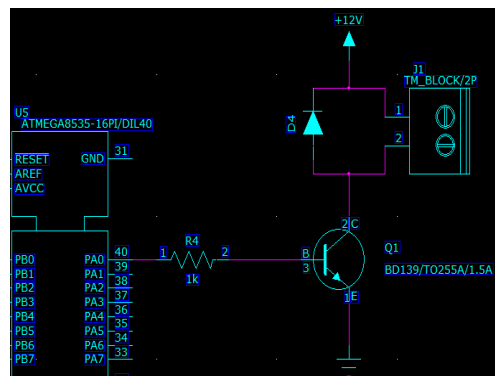 +12V
J1
TM_BLOCK/2P
1
2
D4
U5
ATMEGA8535-16PI/DIL40
RESET
AREF
AVCC
GND
31
PB0
PB1
PB2
PB3
PB4
PB5
PB6
PB7
PA0
PA1
PA2
PA3
PA4
PA5
PA6
PA7
40
39
38
37
36
35
34
33
1
R4
2
1k
2
C
B
3
1
E
Q1
BD139/TO255A/1.5A